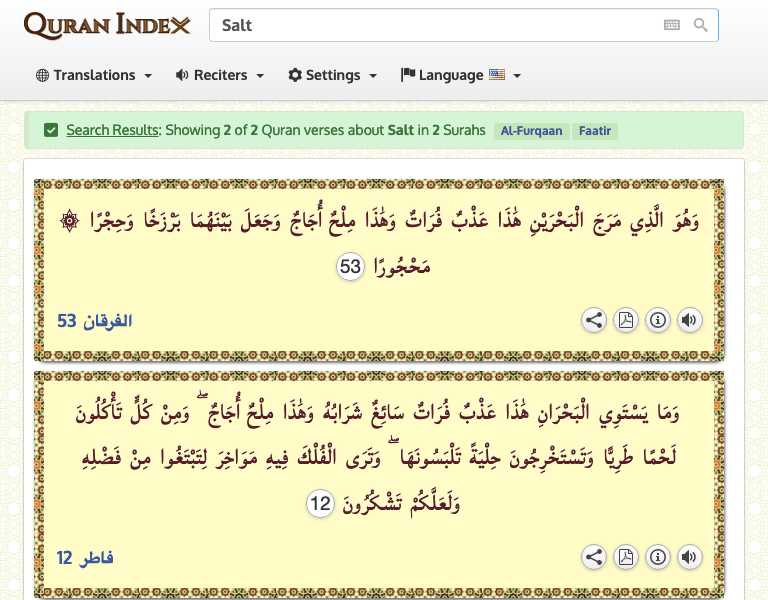 QURAN INDEX
Salt
Translations Reciters Settings Language
Search Results: Showing 2 of 2 Quran verses about Salt in 2 Surahs Al-Furqaan Faatir
۞ وَهُوَ الَّذِي مَرَجَ الْبَحْرَيْنِ هَٰذَا عَذْبٌ فُرَاتٌ وَهَٰذَا مِلْحٌ أُجَاجٌ وَجَعَلَ بَيْنَهُمَا بَرْزَخًا وَحِجْرًا
مَحْجُورًا 53
الفرقان 53
وَمَا يَسْتَوِي الْبَحْرَانِ هَٰذَا عَذْبٌ فُرَاتٌ سَائِغٌ شَرَابُهُ وَهَٰذَا مِلْحٌ أُجَاجٌ ۖ وَمِنْ كُلٍّ تَأْكُلُونَ
لَحْمًا طَرِيًّا وَتَسْتَخْرِجُونَ حِلْيَةً تَلْبَسُونَهَا ۖ وَتَرَى الْفُلْكَ فِيهِ مَوَاخِرَ لِتَبْتَغُوا مِنْ فَضْلِهِ
وَلَعَلَّكُمْ تَشْكُرُونَ 12
فاطر 12